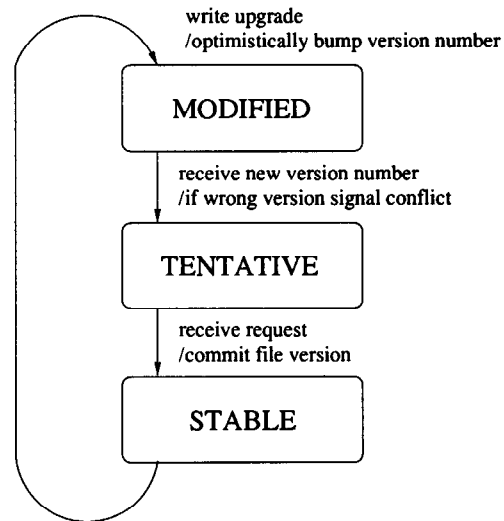 write upgrade
/optimistically bump version number
MODIFIED
receive new version number
/if wrong version signal conflict
TENTATIVE
receive request
/commit file version
STABLE